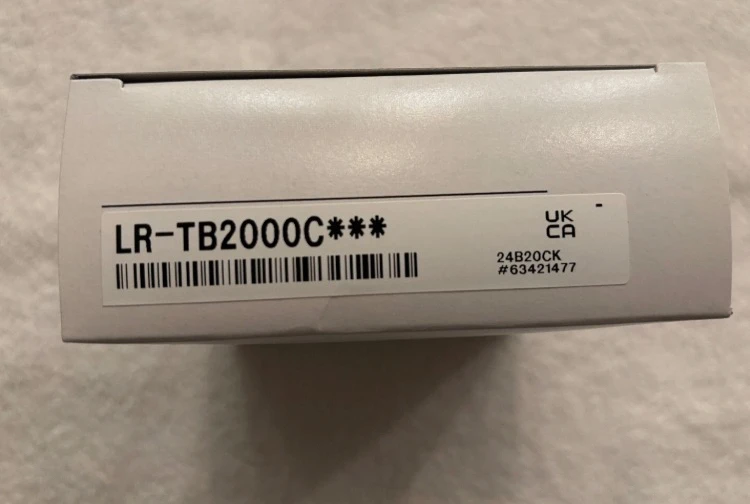 LR-TB2000C***
UK
CA
24B20CK
#63421477